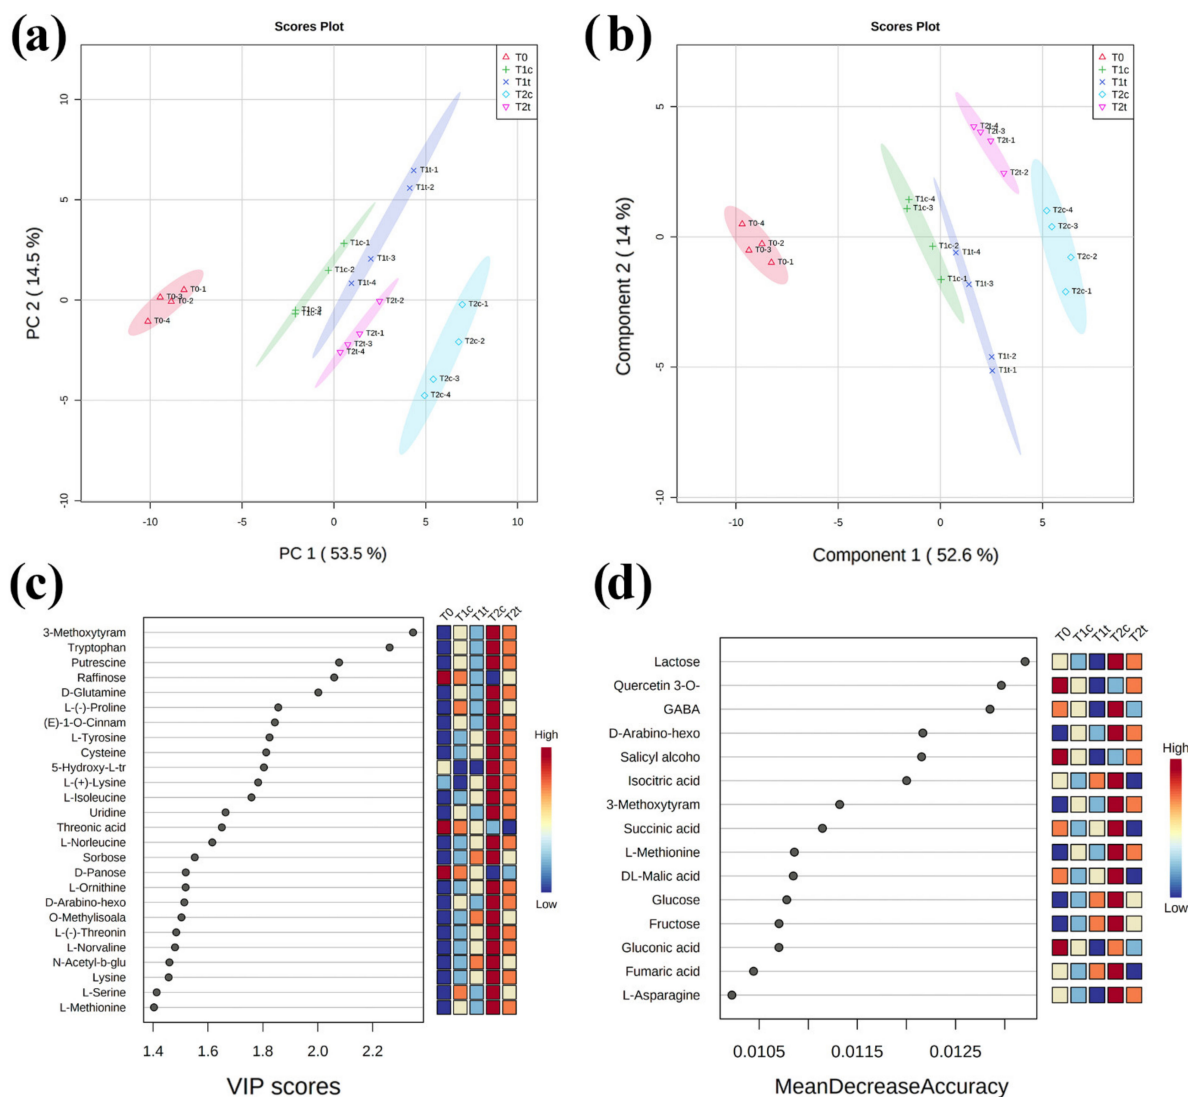 (a)
Scores Plot
T0
T1c
T1t
T2c
T2t
PC 2 ( 14.5 %)
10
5
0
-5
-10
T1t-1
T1t-2
T1c-1
T1t-3
T1c-2
T1t-4
T0-1
T0-3
T0-2
T0-4
T1c-3
T1c-4
T2t-2
T2t-1
T2t-3
T2t-4
T2c-1
T2c-2
T2c-3
T2c-4
-10
-5
0
5
10
PC 1 ( 53.5 %)
(b)
Scores Plot
T0
T1c
T1t
T2c
T2t
Component 2 ( 14 %)
5
0
-5
-10
T2t-4
T2t-3
T2t-1
T2t-2
T1c-4
T1c-3
T2c-4
T2c-3
T0-4
T0-2
T0-3
T0-1
T1c-2
T1t-4
T2c-2
T1c-1
T1t-3
T2c-1
T1t-2
T1t-1
-10
-5
0
5
Component 1 ( 52.6 %)
(c)
T0 T1c T1t T2c T2t
3-Methoxytyram
Tryptophan
Putrescine
Raffinose
D-Glutamine
L-(-)-Proline
(E)-1-O-Cinnam
L-Tyrosine
Cysteine
5-Hydroxy-L-tr
L-(+)-Lysine
L-Isoleucine
Uridine
Threonic acid
L-Norleucine
Sorbose
D-Panose
L-Ornithine
D-Arabino-hexo
O-Methylisoala
L-(-)-Threonin
L-Norvaline
N-Acetyl-b-glu
Lysine
L-Serine
L-Methionine
High
Low
1.4 1.6 1.8 2.0 2.2
VIP scores
(d)
T0 T1c T1t T2c T2t
Lactose
Quercetin 3-O-
GABA
D-Arabino-hexo
Salicyl alcoho
Isocitric acid
3-Methoxytyram
Succinic acid
L-Methionine
DL-Malic acid
Glucose
Fructose
Gluconic acid
Fumaric acid
L-Asparagine
High
Low
0.0105 0.0115 0.0125
MeanDecreaseAccuracy